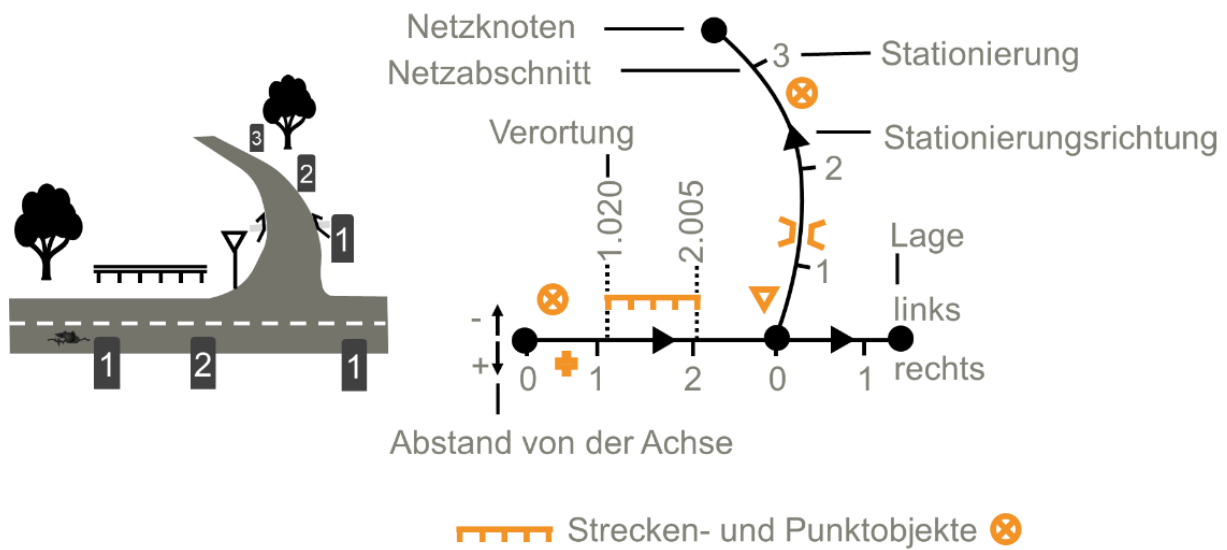 Netzknoten
Netzabschnitt
3
Stationierung
Verortung
Stationierungsrichtung
3
2
2
1
1.020
2.005
1
Lage
links
rechts
-
+
0
1
2
0
1
1
2
1
Abstand von der Achse
Strecken- und Punktobjekte